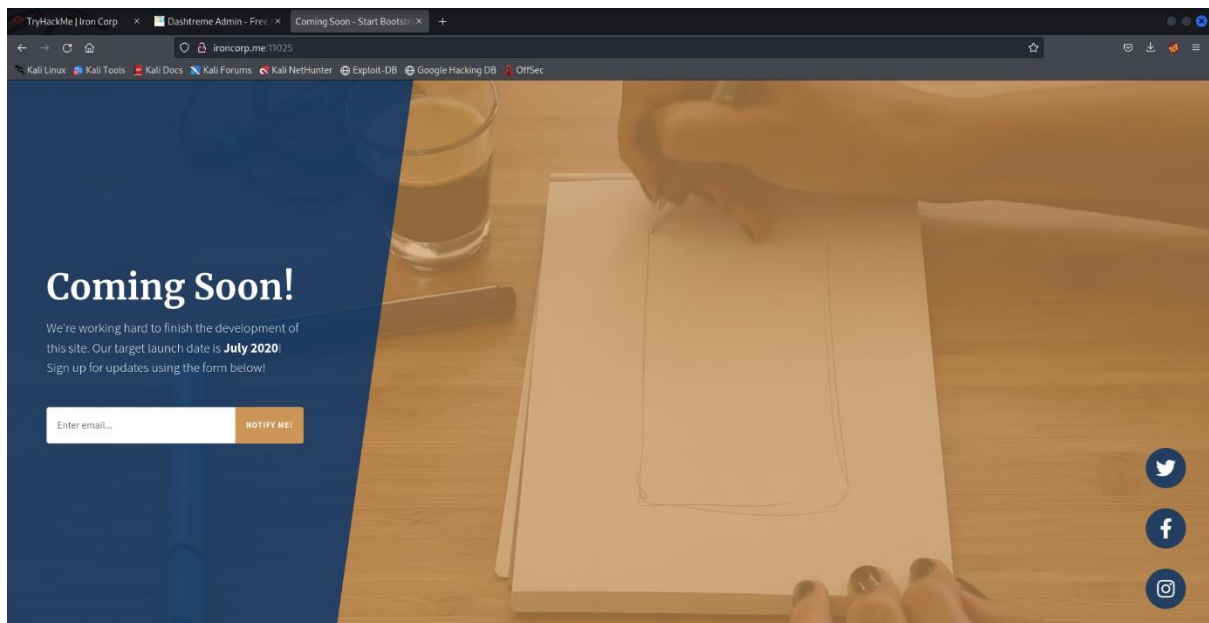 TryHackMe | Iron Corp
Dashtreme Admin - Free
Coming Soon - Start Bootstr
ironcorp.me:11025
Kali Linux Kali Tools Kali Docs Kali Forums Kali NetHunter Exploit-DB Google Hacking DB OffSec
Coming Soon!
We're working hard to finish the development of
this site. Our target launch date is July 2020!
Sign up for updates using the form below!
Enter email...
NOTIFY ME!